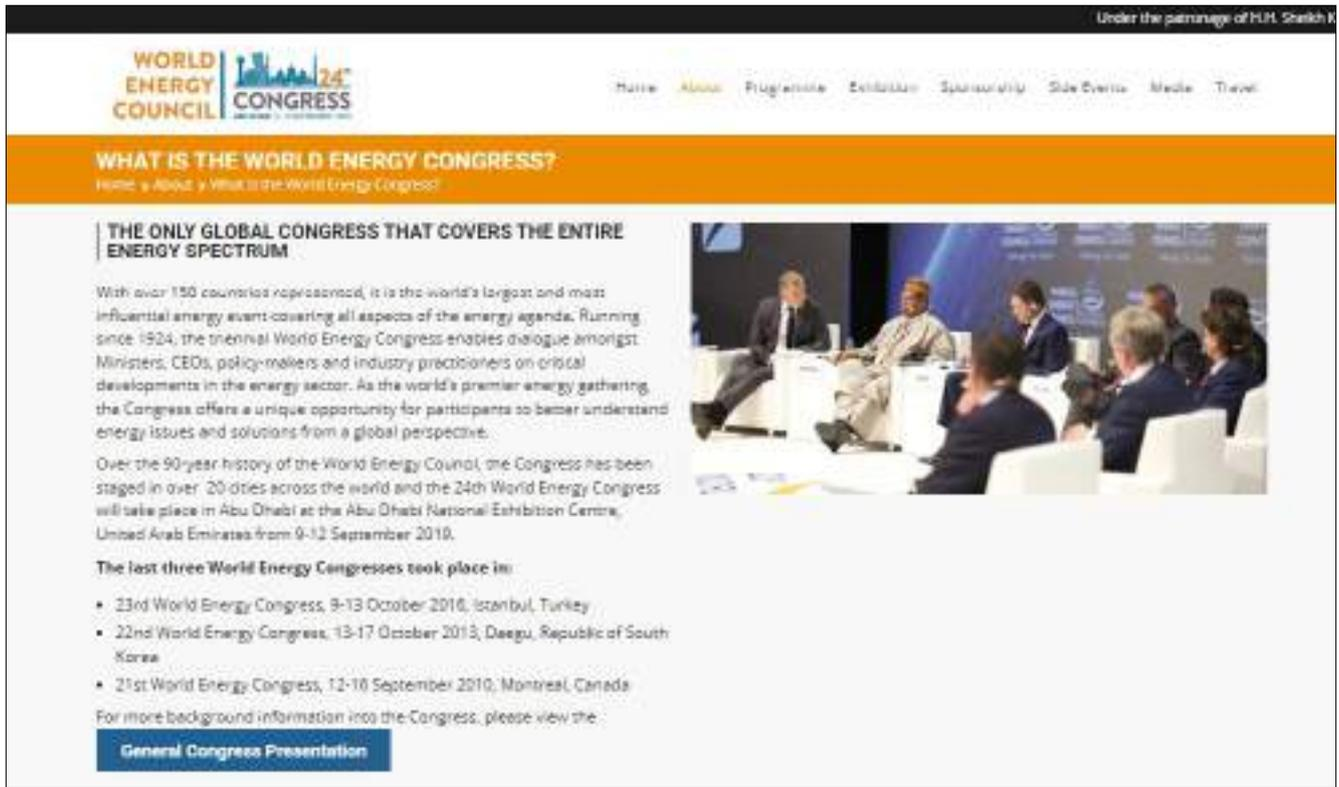 Under the patronage of H.H. Sheikh K
WORLD
ENERGY
COUNCIL
24th
CONGRESS
Home About Programme Exhibition Sponsorship Side Events Media Travel
WHAT IS THE WORLD ENERGY CONGRESS?
Home » About » What is the World Energy Congress?
THE ONLY GLOBAL CONGRESS THAT COVERS THE ENTIRE
ENERGY SPECTRUM
With over 150 countries represented, it is the world's largest and most
influential energy event covering all aspects of the energy agenda. Running
since 1924, the triennial World Energy Congress enables dialogue amongst
Ministers, CEOs, policy-makers and industry practitioners on critical
developments in the energy sector. As the world's premier energy gathering,
the Congress offers a unique opportunity for participants to better understand
energy issues and solutions from a global perspective.
Over the 90-year history of the World Energy Council, the Congress has been
staged in over 20 cities across the world and the 24th World Energy Congress
will take place in Abu Dhabi at the Abu Dhabi National Exhibition Centre,
United Arab Emirates from 9-12 September 2019.
The last three World Energy Congresses took place in:
• 23rd World Energy Congress, 9-13 October 2016, Istanbul, Turkey
• 22nd World Energy Congress, 13-17 October 2013, Daegu, Republic of South
Korea
• 21st World Energy Congress, 12-16 September 2010, Montreal, Canada
For more background information into the Congress, please view the
General Congress Presentation